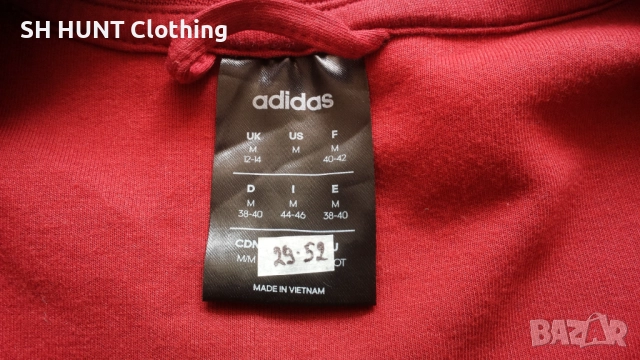 SH HUNT Clothing
adidas
UK US F
M M M
12-14 40-42
D I E
M M M
38-40 44-46 38-40
CDN
M/M
29.52
MADE IN VIETNAM
BAZAR